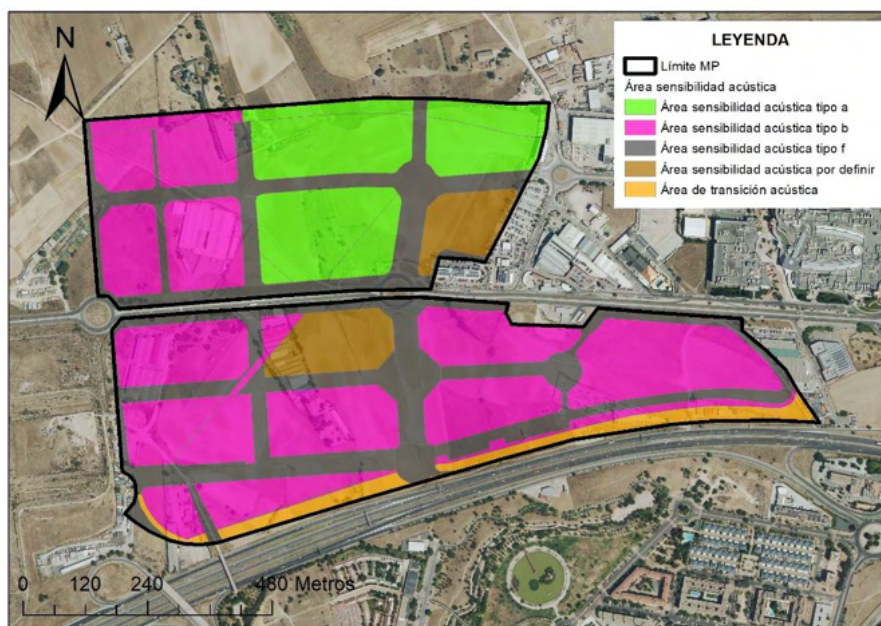 N
LEYENDA
Límite MP
Área sensibilidad acústica
Área sensibilidad acústica tipo a
Área sensibilidad acústica tipo b
Área sensibilidad acústica tipo f
Área sensibilidad acústica por definir
Área de transición acústica
0 120 240 480 Metros